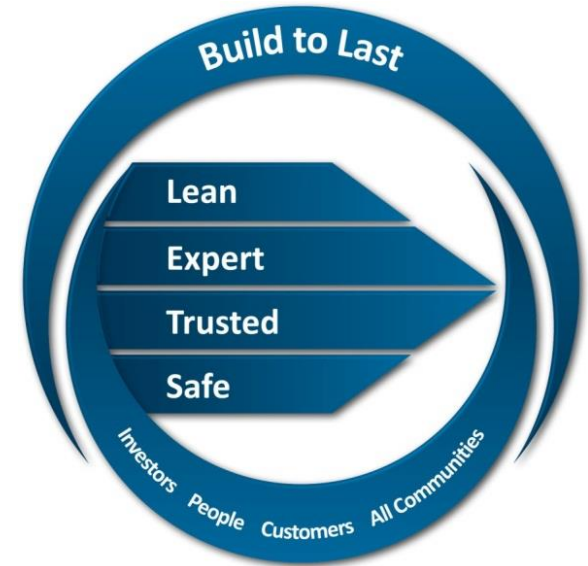 Build to Last
Lean
Expert
Trusted
Safe
Investors People Customers All Communities